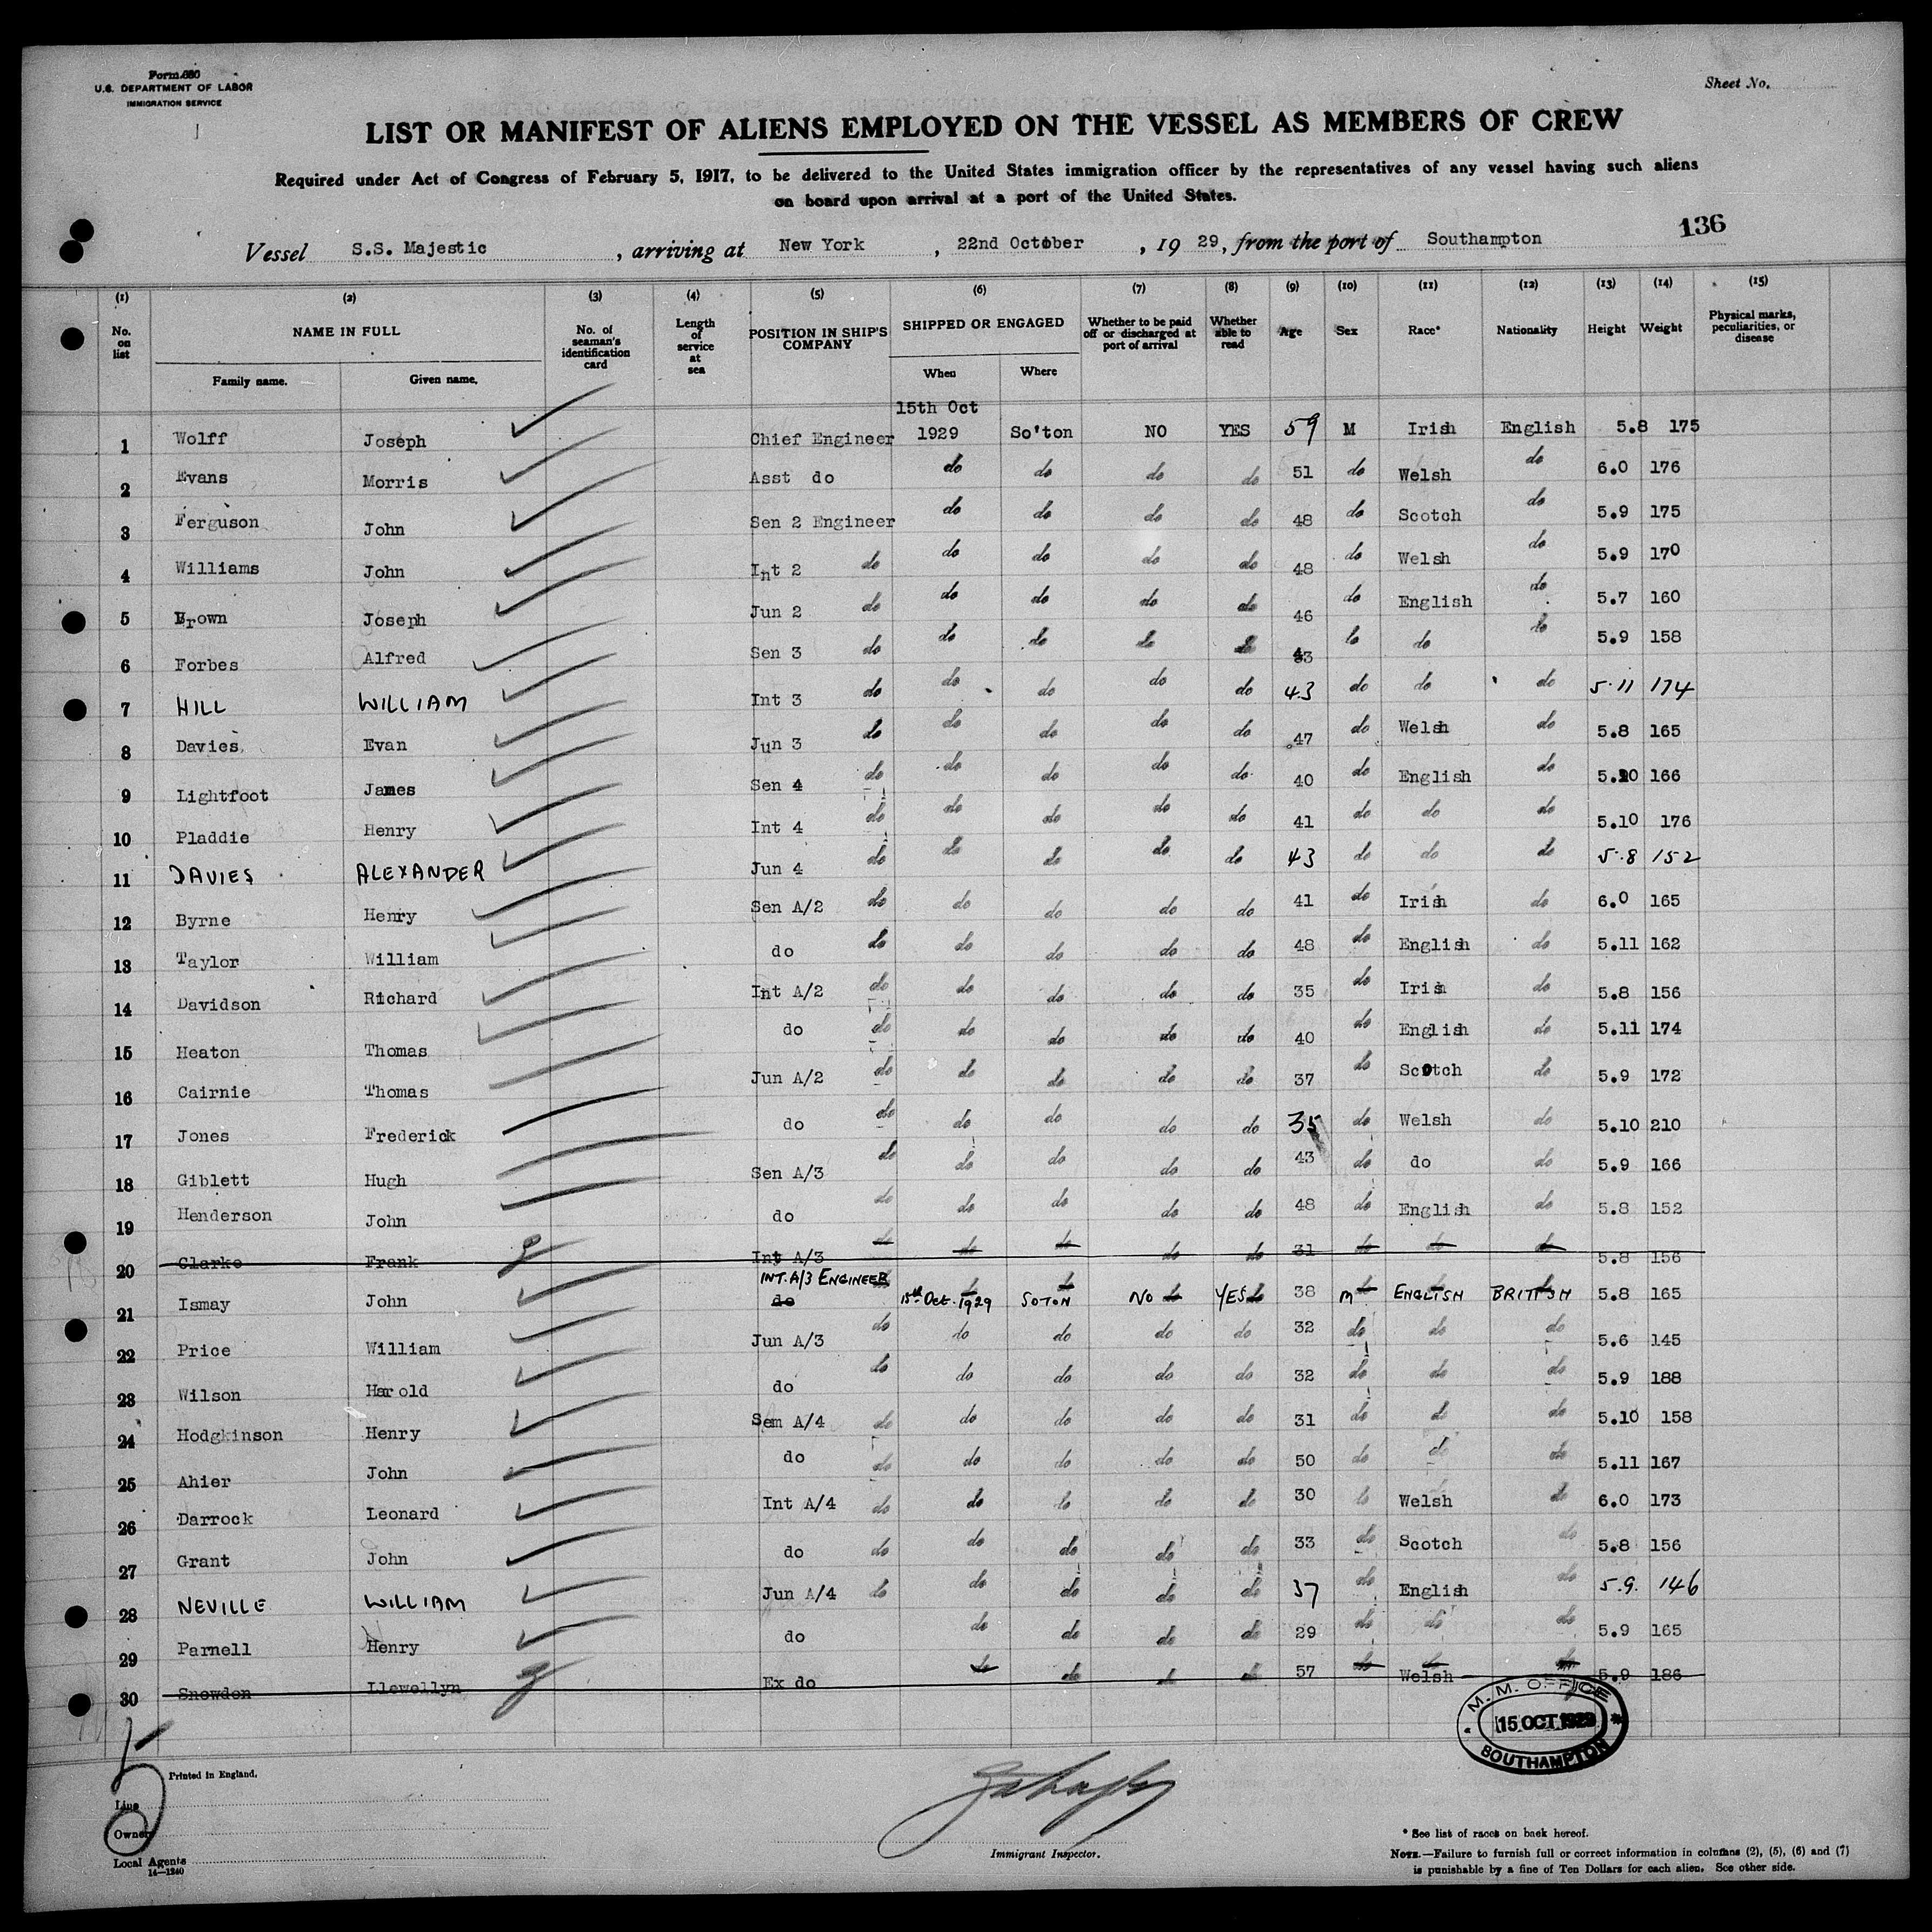 Form 680
U.S. DEPARTMENT OF LABOR
IMMIGRATION SERVICE
Sheet No.
LIST OR MANIFEST OF ALIENS EMPLOYED ON THE VESSEL AS MEMBERS OF CREW
Required under Act of Congress of February 5, 1917, to be delivered to the United States immigration officer by the representatives of any vessel having such aliens
on board upon arrival at a port of the United States.
136
Vessel S.S. Majestic, arriving at New York, 22nd October, 19 29, from the port of Southampton
(1) (2) (3) (4) (5) (6) (7) (8) (9) (10) (11) (12) (13) (14) (15)
No. on list NAME IN FULL Family name. Given name. No. of seaman's identification card Length of service at sea POSITION IN SHIP'S COMPANY SHIPPED OR ENGAGED When Where Whether to be paid off or discharged at port of arrival Whether able to read Age Sex Race* Nationality Height Weight Physical marks, peculiarities, or disease
1 Wolff Joseph Chief Engineer 15th Oct 1929 So'ton NO YES 59 M Irish English 5.8 175
2 Evans Morris Asst do do do do do 51 do Welsh do 6.0 176
3 Ferguson John Sen 2 Engineer do do do do 48 do Scotch do 5.9 175
4 Williams John Int 2 do do do do do 48 do Welsh do 5.9 170
5 Brown Joseph Jun 2 do do do do do 46 do English do 5.7 160
6 Forbes Alfred Sen 3 do do do do do do do do 5.9 158
7 HILL WILLIAM Int 3 do do do do do 43 do do do 5.11 174
8 Davies Evan Jun 3 do do do do do 47 do Welsh do 5.8 165
9 Lightfoot James Sen 4 do do do do do 40 do English do 166
10 Pladdie Henry Int 4 do do do do do 41 do do do 5.10 176
11 DAVIES ALEXANDER Jun 4 do do do do do 43 do do do 5.8 152
12 Byrne Henry Sen A/2 do do do do do 41 do Irish do 6.0 165
13 Taylor William do do do do do do 48 do English do 5.11 162
14 Davidson Richard Int A/2 do do do do do 35 do Irish do 5.8 156
15 Heaton Thomas do do do do do do 40 do English do 5.11 174
16 Cairnie Thomas Jun A/2 do do do do do 37 do Scotch do 5.9 172
17 Jones Frederick do do do do do do 35 do Welsh do 5.10 210
18 Giblett Hugh Sen A/3 do do do do do 43 do do do 5.9 166
19 Henderson John do do do do do do 48 do English do 5.8 152
20 Clarke Frank Int A/3 do do do do do 31 do do do 5.8 156
21 Ismay John INT. A/3 ENGINEER do 15th Oct. 1929 SOTON NO YES 38 M ENGLISH BRITISH 5.8 165
22 Price William Jun A/3 do do do do do 32 do do do 5.6 145
23 Wilson Harold do do do do do do 32 do do do 5.9 188
24 Hodgkinson Henry Sem A/4 do do do do do 31 do do do 5.10 158
25 Ahier John do do do do do do 50 do do do 5.11 167
26 Darrock Leonard Int A/4 do do do do do 30 do Welsh do 6.0 173
27 Grant John do do do do do do 33 do Scotch do 5.8 156
28 NEVILLE WILLIAM Jun A/4 do do do do do 37 do English do 5.9. 146
29 Parnell Henry do do do do do 29 do do do 5.9 165
30 Snowdon Llewellyn Ex do do do do do 57 do Welsh do 5.9 186
M. M. OFFICE
15 OCT 1929
SOUTHAMPTON
Printed in England.
Line
Owner
Local Agents
14—1240
Immigrant Inspector.
* See list of races on back hereof.
NOTE.—Failure to furnish full or correct information in columns (2), (5), (6) and (7)
is punishable by a fine of Ten Dollars for each alien. See other side.